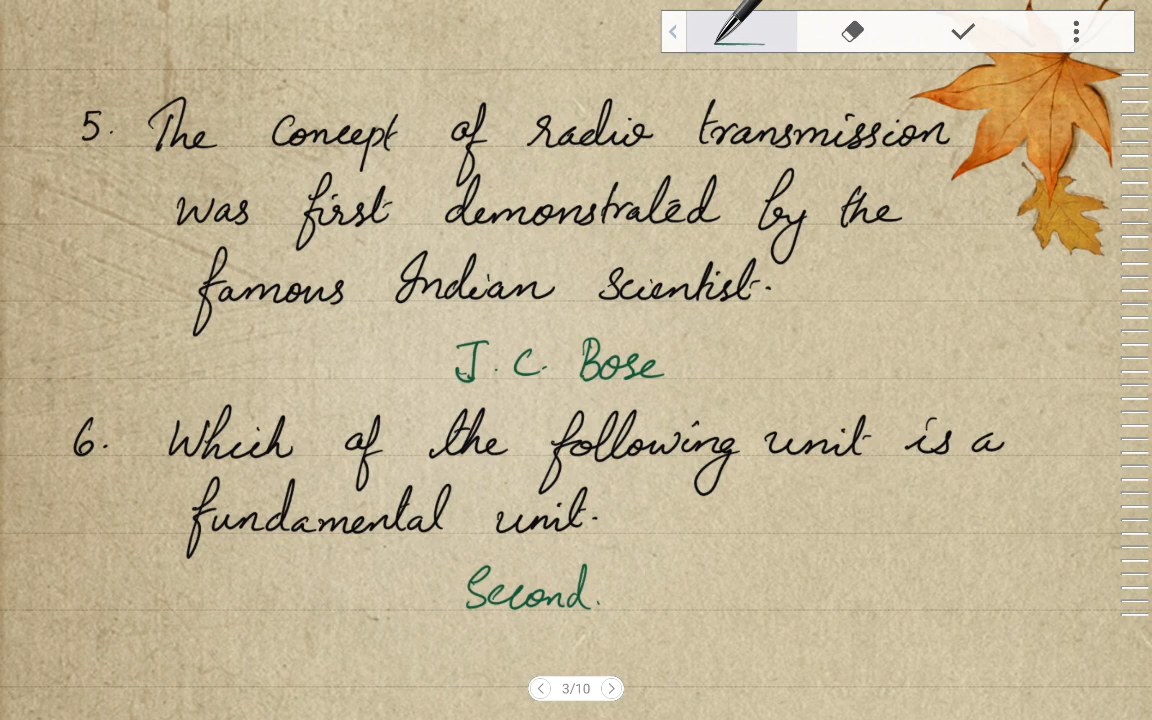 5. The Concept of radio transmission
was first demonstrated by the
famous Indian Scientist.
J. C. Bose
6. Which of the following unit is a
fundamental unit.
Second.
3/10